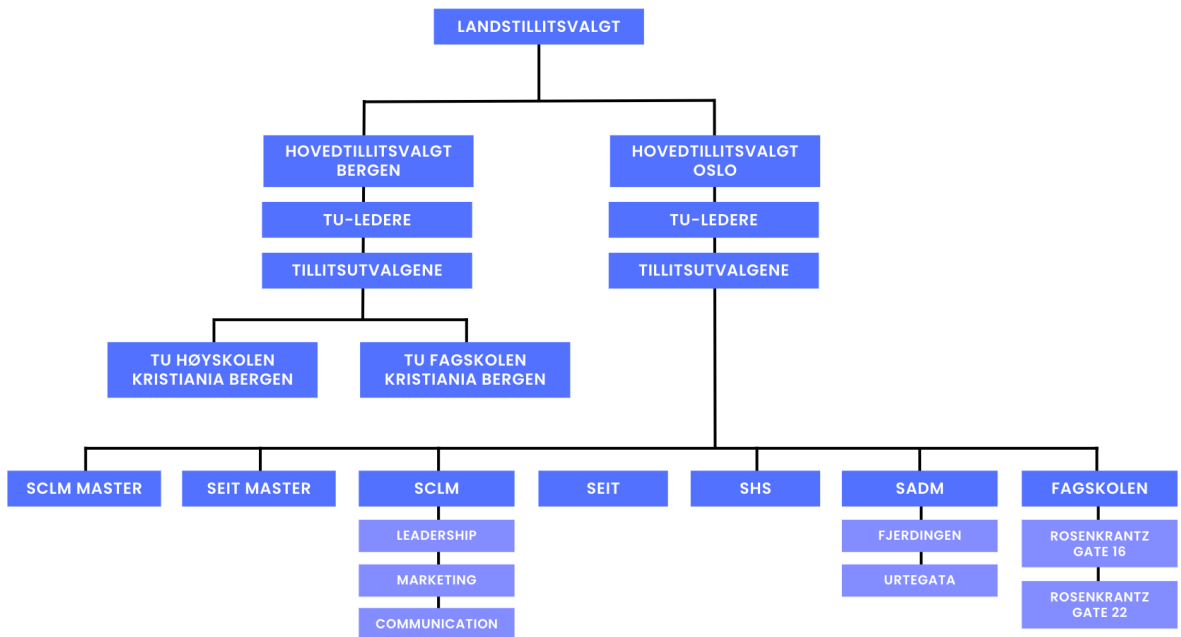 LANDSTILLITSVALGT
HOVEDTILLITSVALGT
BERGEN
HOVEDTILLITSVALGT
OSLO
TU-LEDERE
TU-LEDERE
TILLITSUTVALGENE
TILLITSUTVALGENE
TU HØYSKOLEN
KRISTIANIA BERGEN
TU FAGSKOLEN
KRISTIANIA BERGEN
SCLM MASTER
SEIT MASTER
SCLM
SEIT
SHS
SADM
FAGSKOLEN
LEADERSHIP
MARKETING
COMMUNICATION
FJERDINGEN
URTEGATA
ROSENKRANTZ
GATE 16
ROSENKRANTZ
GATE 22